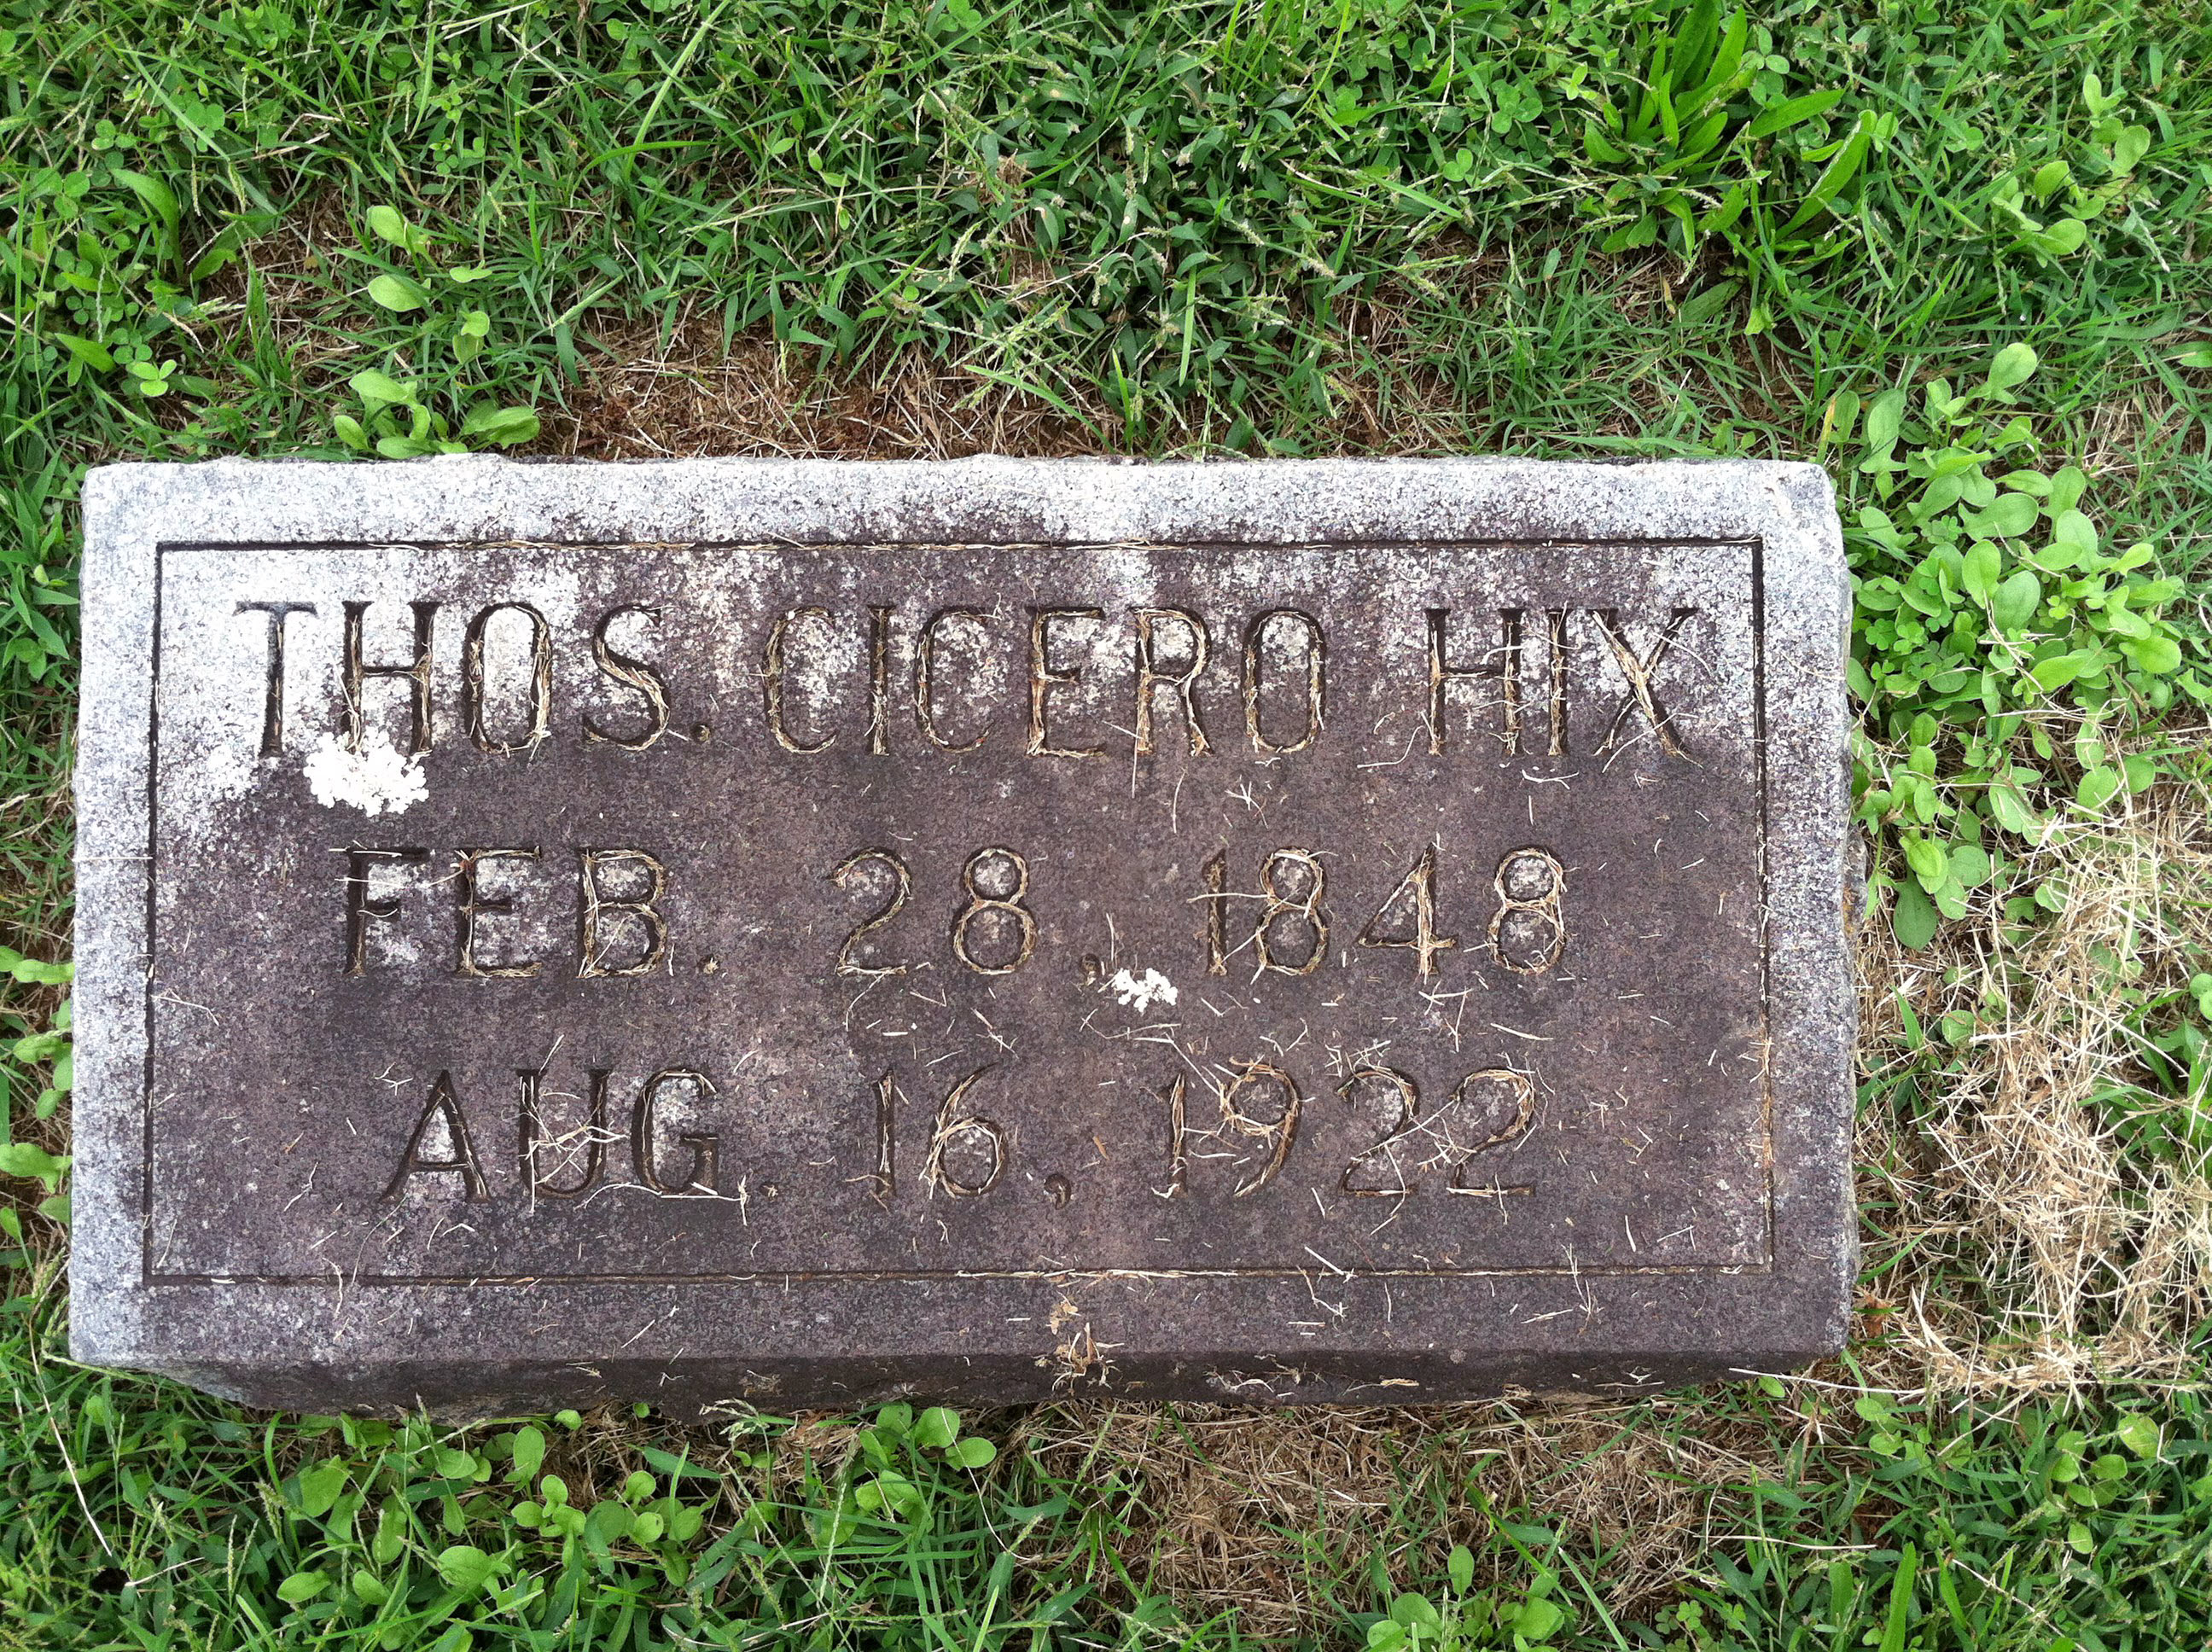 THOS. CICERO HIX
FEB. 28, 1848
AUG. 16, 1922